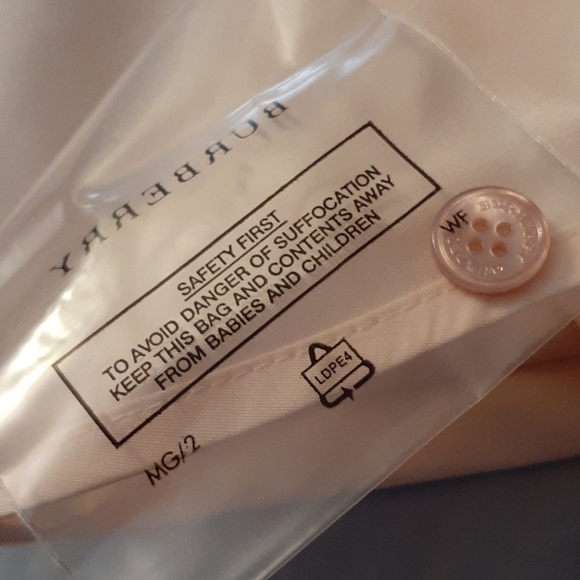 BURBERRY
SAFETY FIRST
TO AVOID DANGER OF SUFFOCATION
KEEP THIS BAG AND CONTENTS AWAY
FROM BABIES AND CHILDREN
WF
LDPE4
MG/2